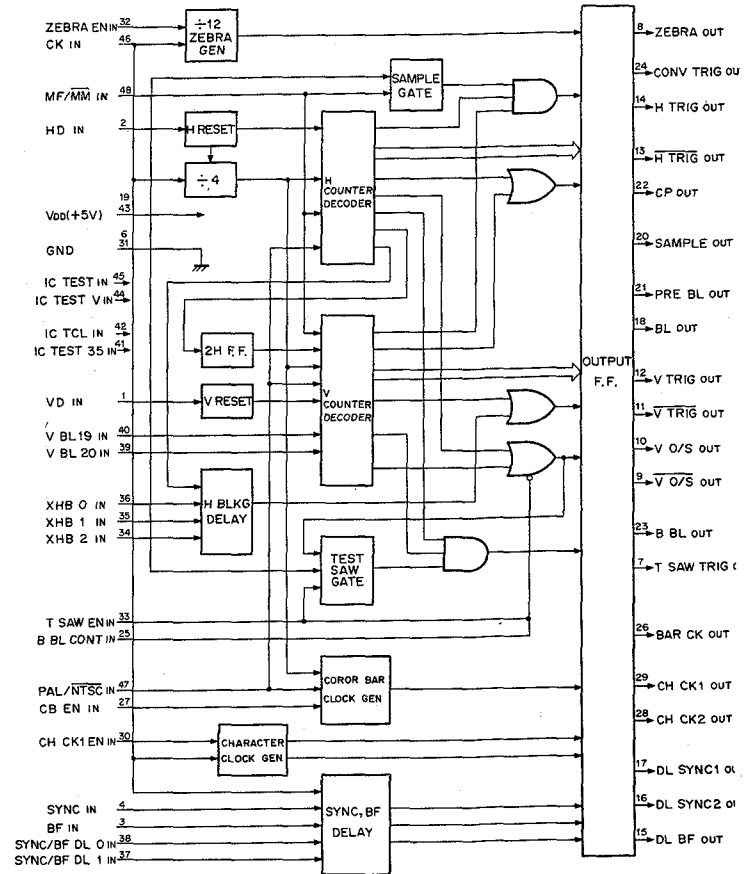 ZEBRA EN IN 32
CK IN 46
÷12
ZEBRA
GEN
MF/MM IN 48
HD IN 2
H RESET
÷4
SAMPLE
GATE
H
COUNTER
DECODER
19
VDD(+5V) 43
6
GND 31
IC TEST IN 45
IC TEST V IN 44
IC TCL IN 42
IC TEST 35 IN 41
2H F.F.
VD IN 1
V RESET
V
COUNTER
DECODER
V BL 19 IN 40
V BL 20 IN 39
XHB 0 IN 36
XHB 1 IN 35
XHB 2 IN 34
H BLKG
DELAY
TEST
SAW
GATE
T SAW EN IN 33
B BL CONT IN 25
PAL/NTSC IN 47
CB EN IN 27
COROR BAR
CLOCK GEN
CH CK1 EN IN 30
CHARACTER
CLOCK GEN
SYNC IN 4
BF IN 3
SYNC/BF DL 0 IN 38
SYNC/BF DL 1 IN 37
SYNC, BF
DELAY
OUTPUT
F.F.
8 ZEBRA OUT
24 CONV TRIG OU
14 H TRIG OUT
13 H TRIG OUT
22 CP OUT
20 SAMPLE OUT
21 PRE BL OUT
18 BL OUT
12 V TRIG OUT
11 V TRIG OUT
10 V O/S OUT
9 V O/S OUT
23 B BL OUT
7 T SAW TRIG
26 BAR CK OUT
29 CH CK1 OUT
28 CH CK2 OUT
17 DL SYNC1
16 DL SYNC2
15 DL BF OUT